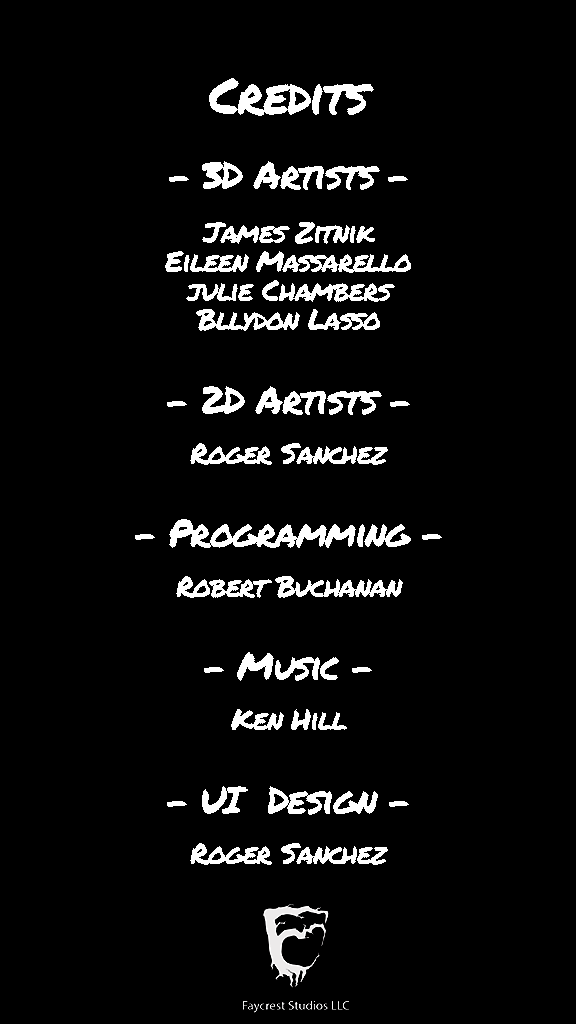 Credits
- 3D Artists -
James Zitnik
Eileen Massarello
Julie Chambers
Bllydon Lasso
- 2D Artists -
Roger Sanchez
- Programming -
Robert Buchanan
- Music -
Ken Hill
- UI Design -
Roger Sanchez
Faycrest Studios LLC